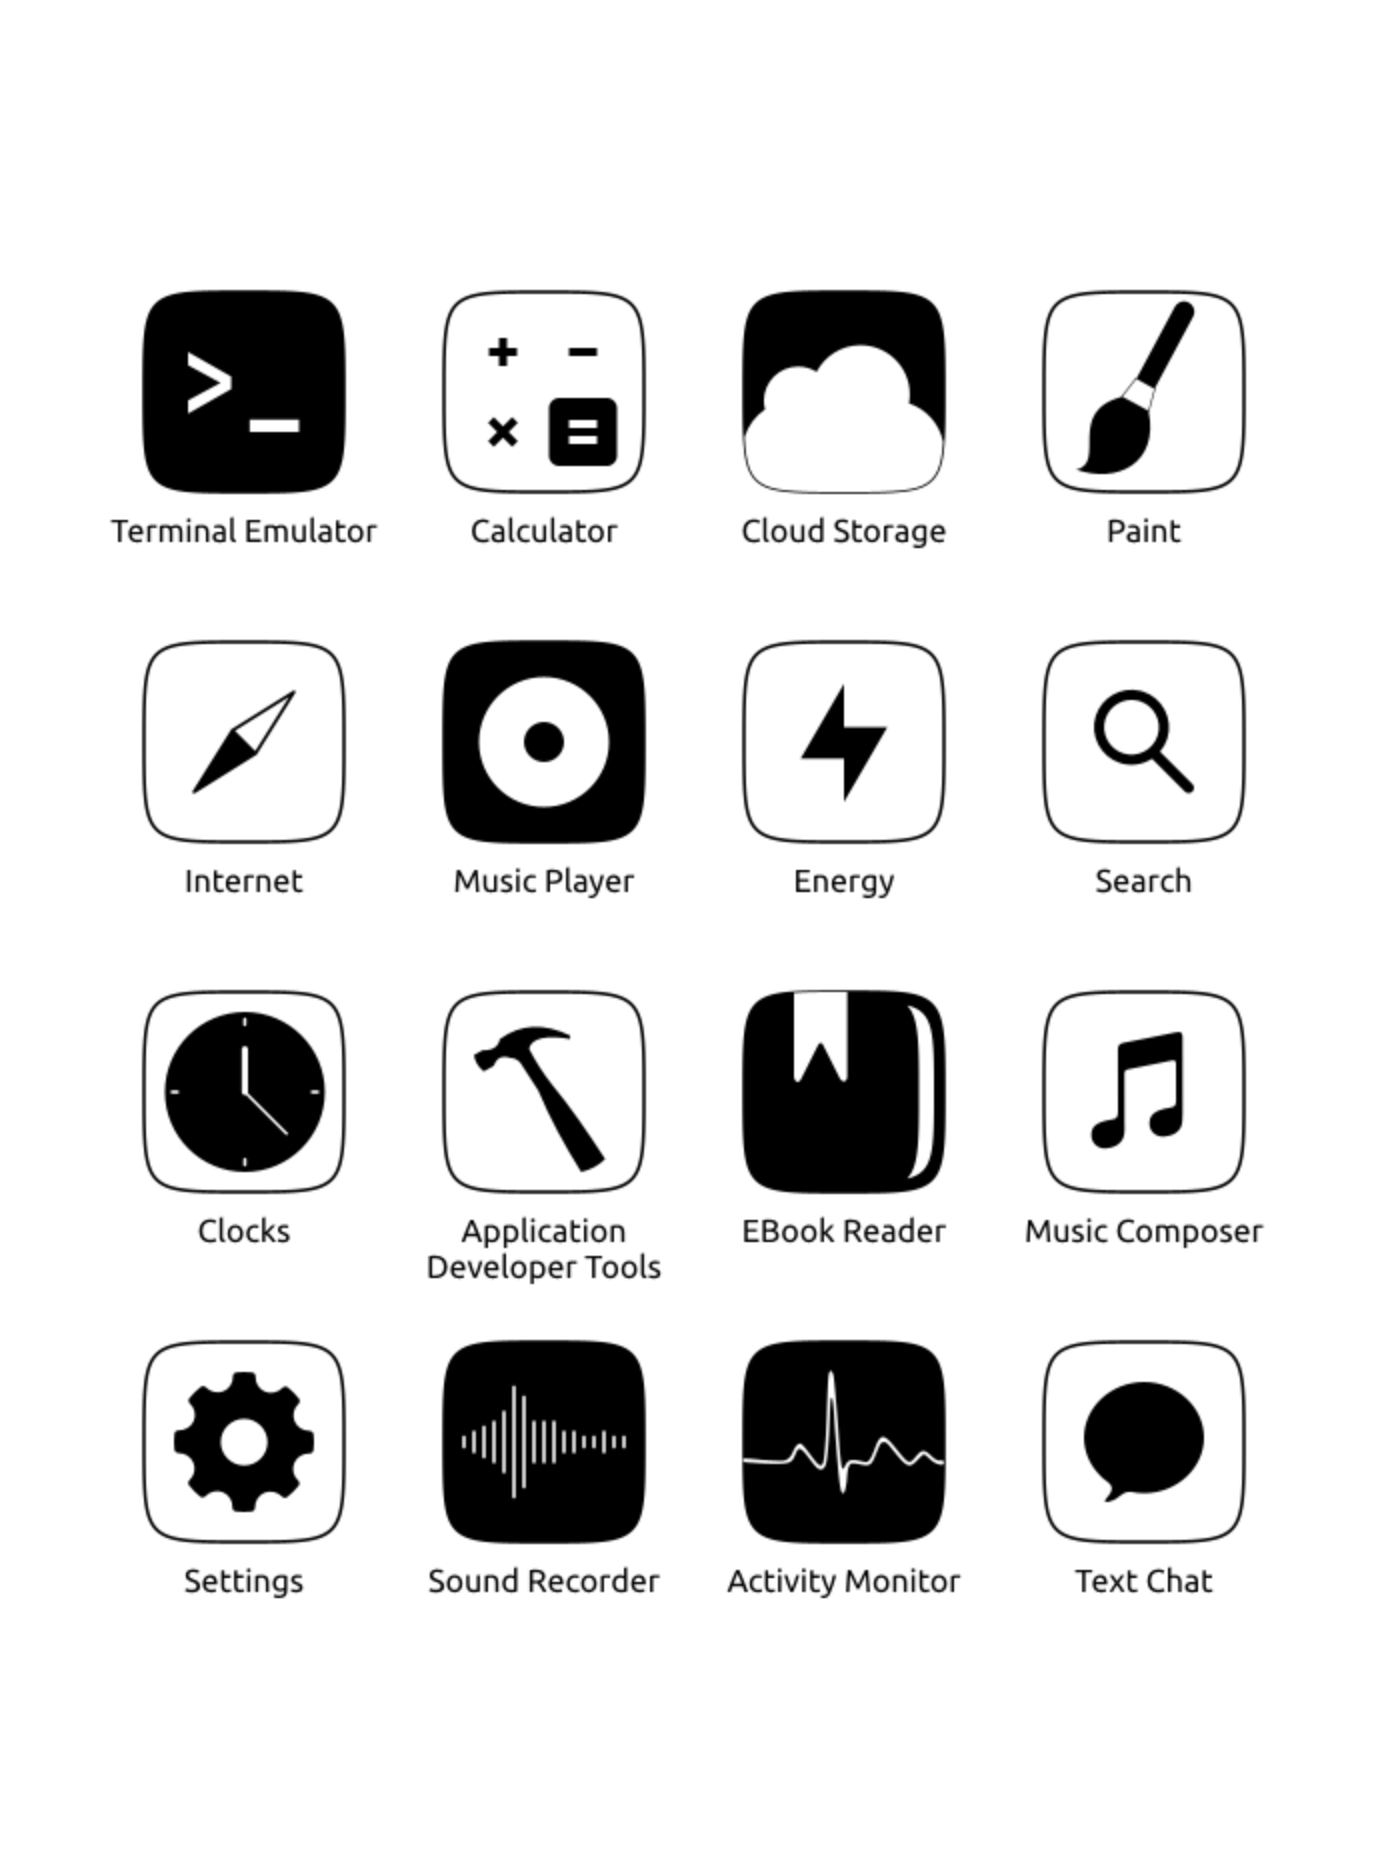 >_
+ -
× =
Terminal Emulator
Calculator
Cloud Storage
Paint
Internet
Music Player
Energy
Search
Clocks
Application
Developer Tools
EBook Reader
Music Composer
Settings
Sound Recorder
Activity Monitor
Text Chat